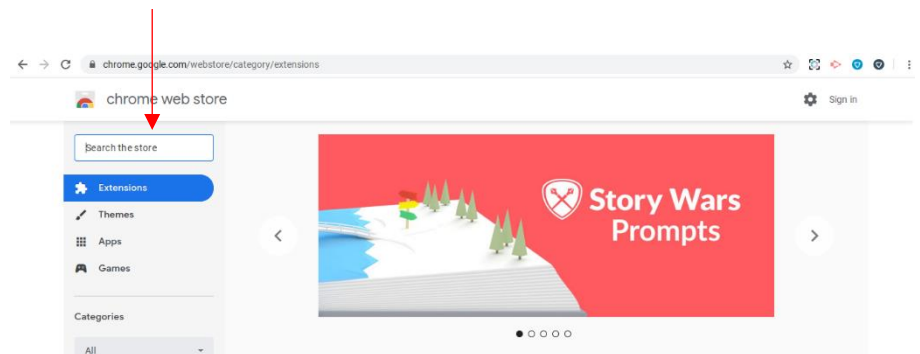 chrome.google.com/webstore/category/extensions
chrome web store
Sign in
Search the store
Extensions
Themes
Apps
Games
Categories
All
Story Wars
Prompts